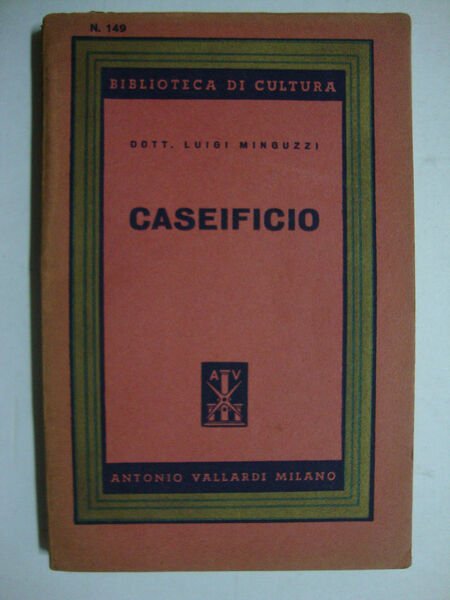 N. 149
BIBLIOTECA DI CULTURA
DOTT. LUIGI MINGUZZI
CASEIFICIO
A V
ANTONIO VALLARDI MILANO